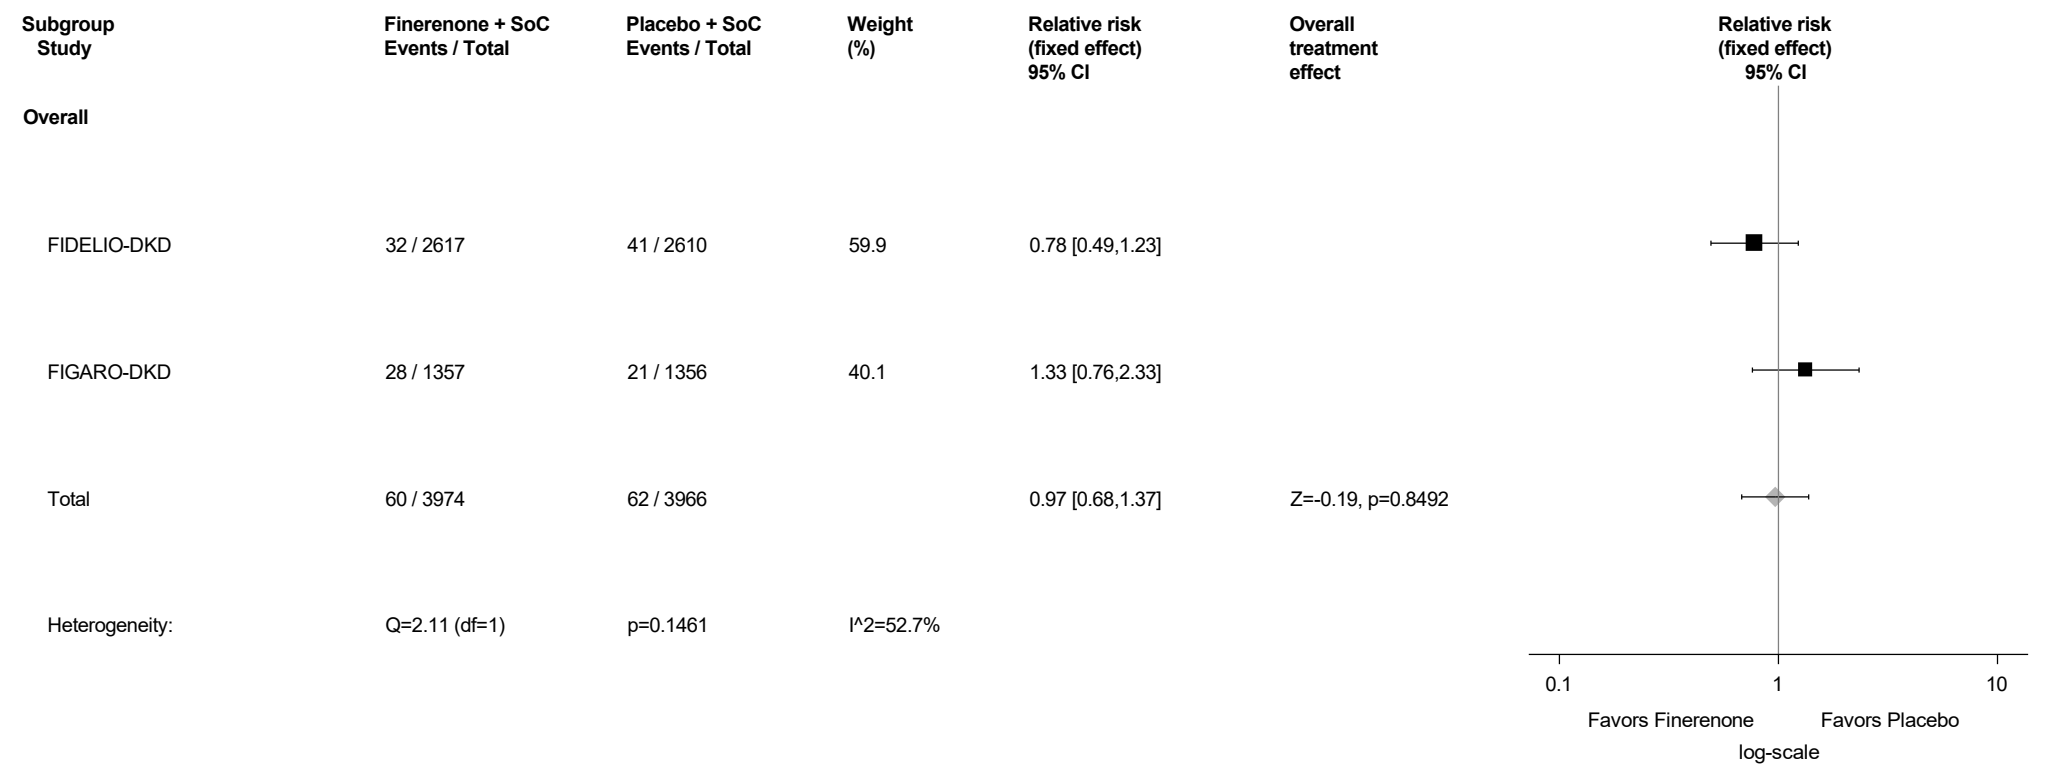 Subgroup Finerenone + SoC Placebo + SoC Weight Relative risk Overall Relative risk
Study Events / Total Events / Total (%) (fixed effect) treatment (fixed effect)
95% CI effect 95% CI
Overall
FIDELIO-DKD 32 / 2617 41 / 2610 59.9 0.78 [0.49,1.23]
FIGARO-DKD 28 / 1357 21 / 1356 40.1 1.33 [0.76,2.33]
Total 60 / 3974 62 / 3966 0.97 [0.68,1.37] Z=-0.19, p=0.8492
Heterogeneity: Q=2.11 (df=1) p=0.1461 I^2=52.7%
0.1 1 10
Favors Finerenone Favors Placebo
log-scale